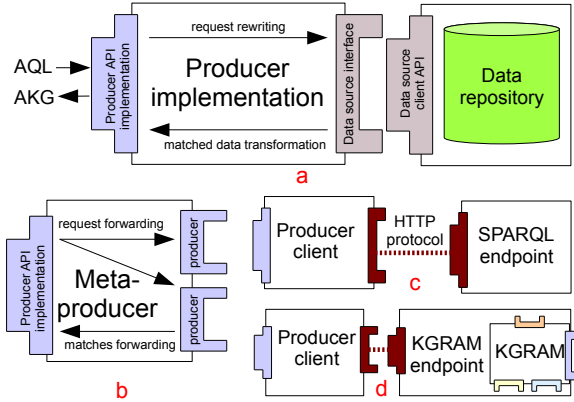 request rewriting
AQL
AKG
Producer API
implementation
Producer
implementation
matched data transformation
Data source interface
Data source
client API
Data
repository
a
Producer API
implementation
request forwarding
Meta-
producer
matches forwarding
producer
producer
b
Producer
client
HTTP
protocol
SPARQL
endpoint
c
Producer
client
KGRAM
endpoint
KGRAM
d